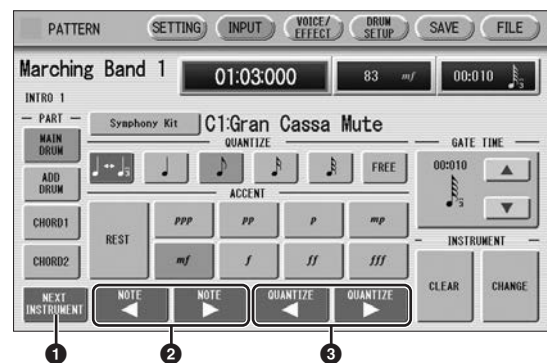 PATTERN SETTING INPUT VOICE/ EFFECT DRUM SETUP SAVE FILE
Marching Band 1 01:03:000 83 mf 00:010
INTRO 1
PART
Symphony Kit C1:Gran Cassa Mute
MAIN DRUM
QUANTIZE
GATE TIME
FREE
00:010
ADD DRUM
ACCENT
CHORD1
REST
ppp pp p mp
INSTRUMENT
CHORD2
mf f ff fff
CLEAR CHANGE
NEXT INSTRUMENT
NOTE NOTE QUANTIZE QUANTIZE
1 2 3